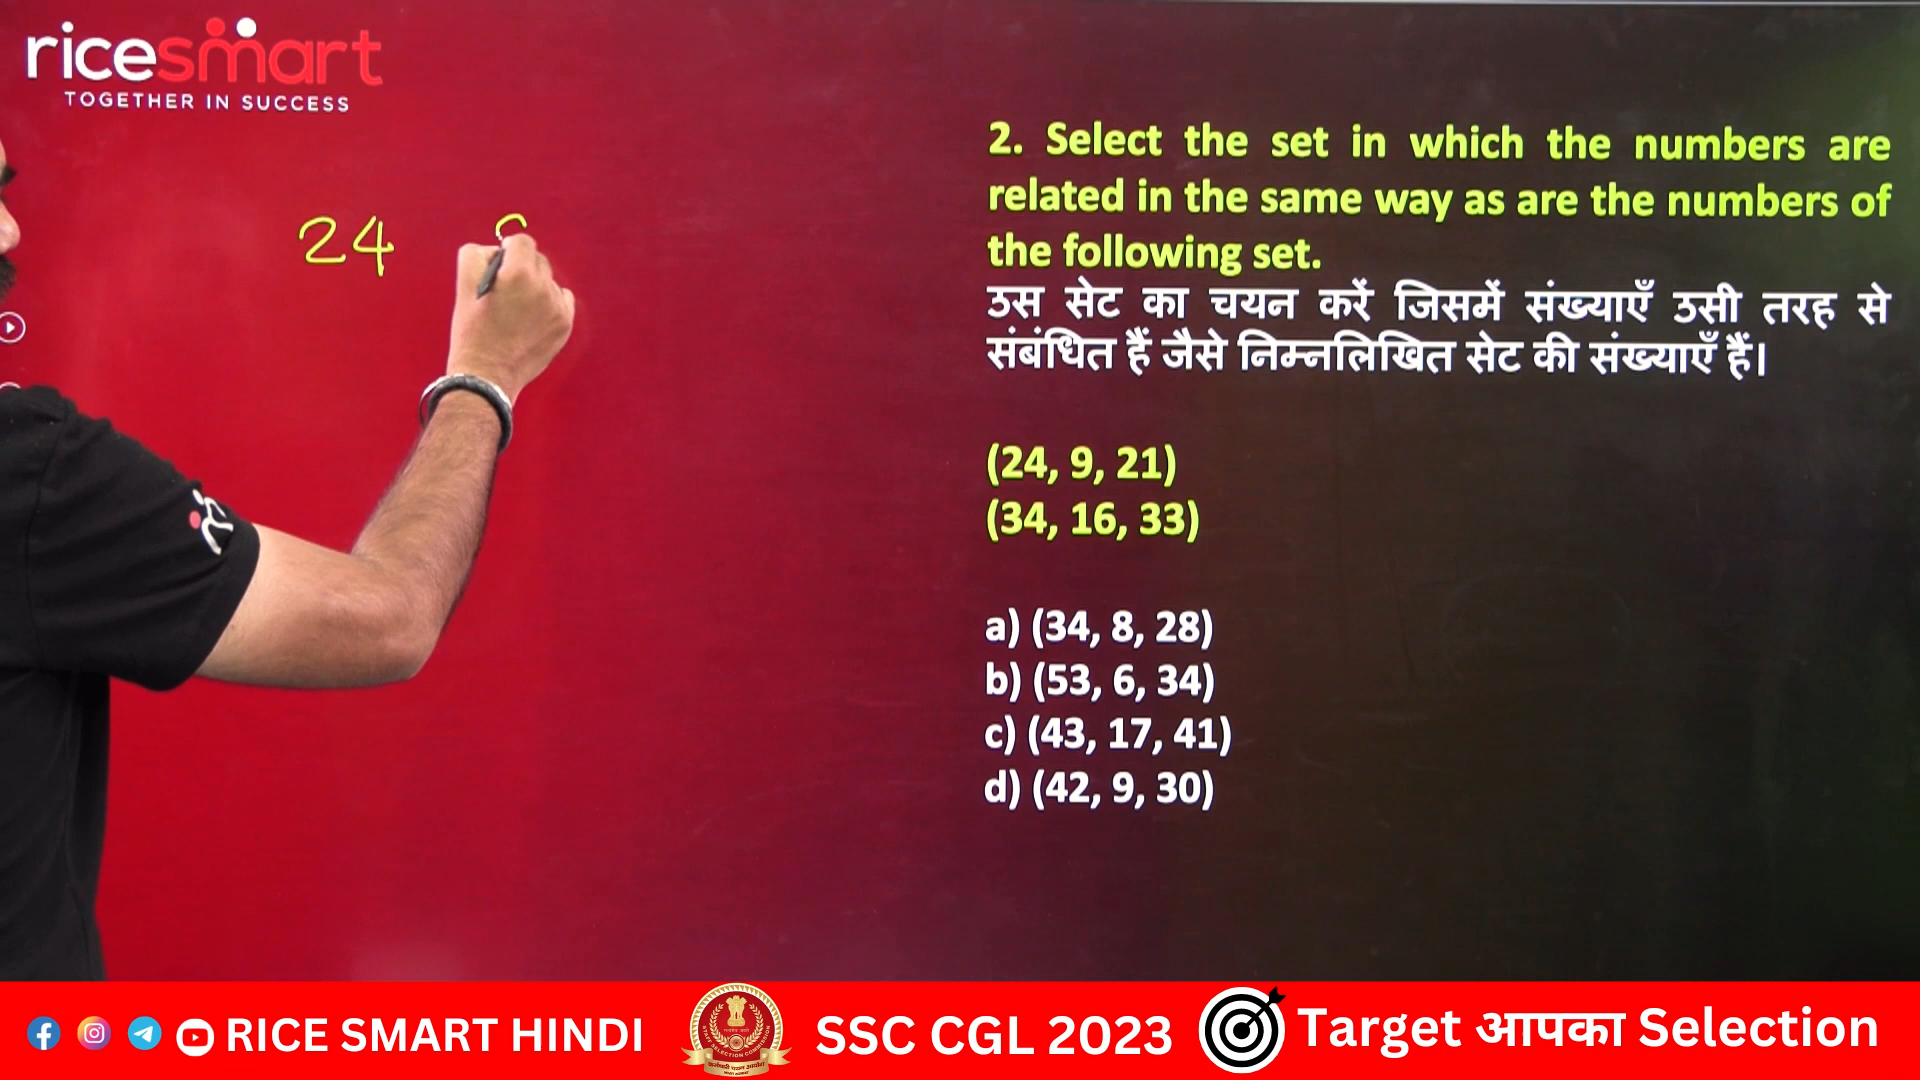 ricesmart
TOGETHER IN SUCCESS
24
2. Select the set in which the numbers are
related in the same way as are the numbers of
the following set.
उस सेट का चयन करें जिसमें संख्याएँ उसी तरह से
संबंधित हैं जैसे निम्नलिखित सेट की संख्याएँ हैं।
(24, 9, 21)
(34, 16, 33)
a) (34, 8, 28)
b) (53, 6, 34)
c) (43, 17, 41)
d) (42, 9, 30)
RICE SMART HINDI
SSC CGL 2023
Target आपका Selection